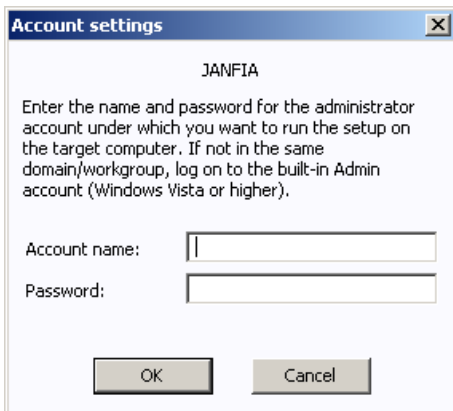 Account settings
JANFIA
Enter the name and password for the administrator
account under which you want to run the setup on
the target computer. If not in the same
domain/workgroup, log on to the built-in Admin
account (Windows Vista or higher).
Account name:
Password:
OK Cancel